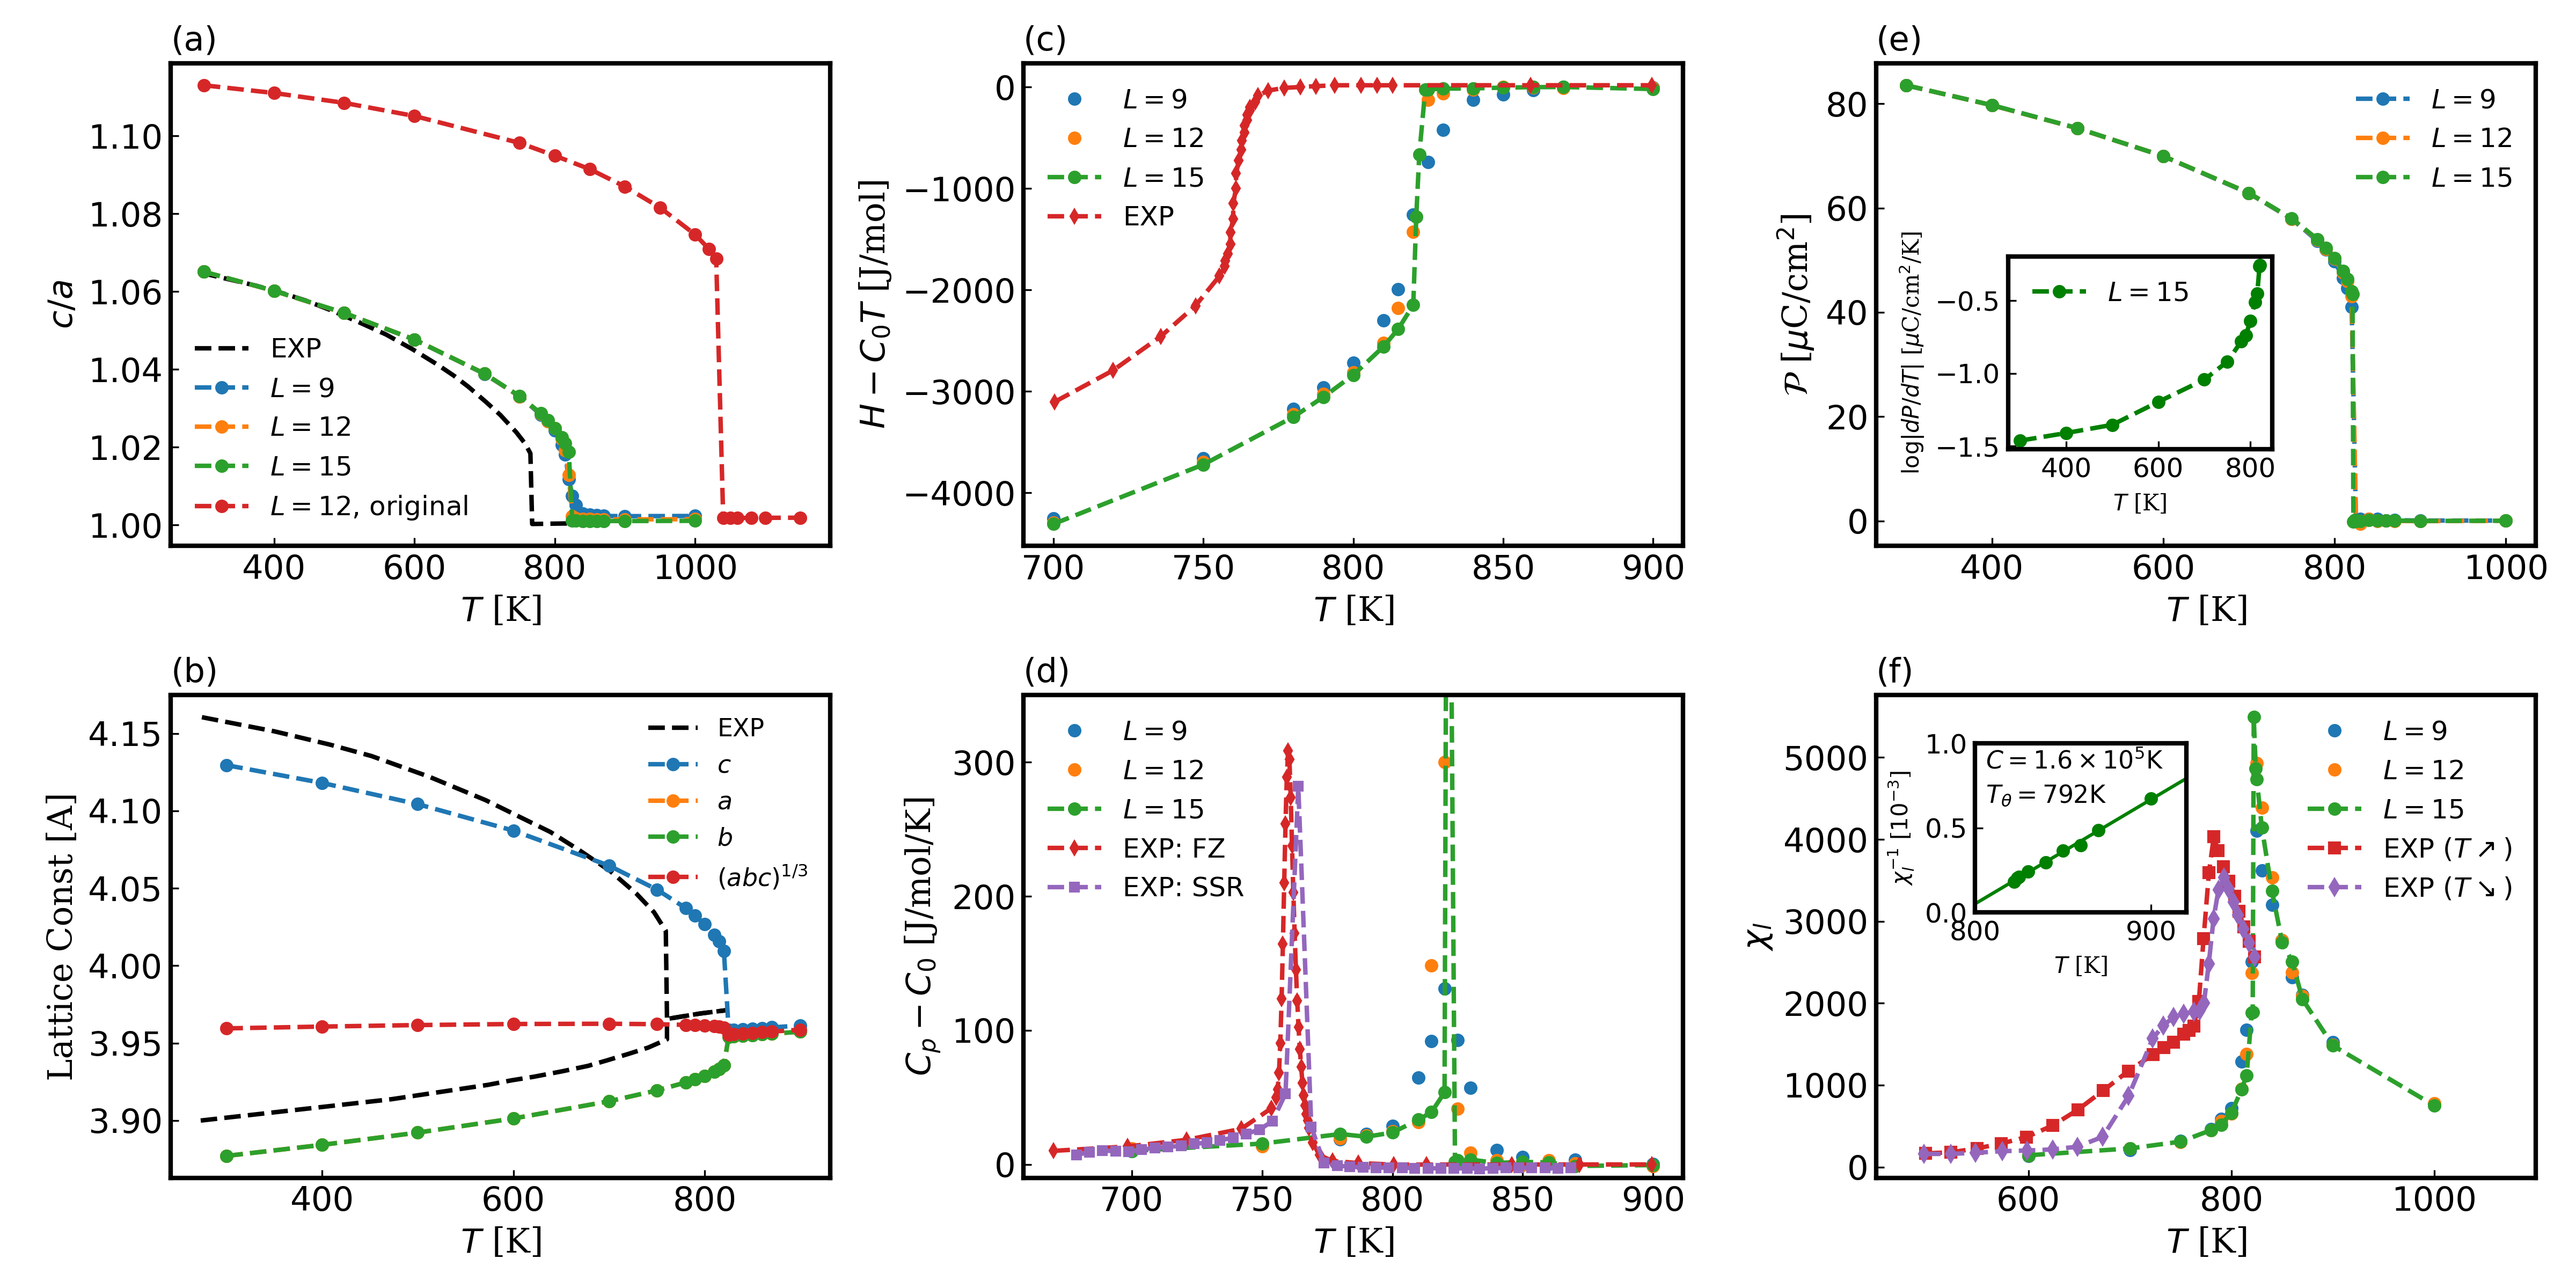 (a)
1.10
1.08
1.06
1.04
1.02
1.00
c/a
EXP
L = 9
L = 12
L = 15
L = 12, original
400
600
800
1000
T [K]
(c)
0
−1000
−2000
−3000
−4000
H − C₀T [J/mol]
L = 9
L = 12
L = 15
EXP
700
750
800
850
900
T [K]
(e)
80
60
40
20
0
𝒫 [μC/cm²]
L = 9
L = 12
L = 15
log|dP/dT| [μC/cm²/K]
L = 15
−0.5
−1.0
−1.5
400
600
800
T [K]
400
600
800
1000
T [K]
(b)
4.15
4.10
4.05
4.00
3.95
3.90
Lattice Const [A]
EXP
c
a
b
(abc)^{1/3}
400
600
800
T [K]
(d)
300
200
100
0
Cₚ − C₀ [J/mol/K]
L = 9
L = 12
L = 15
EXP: FZ
EXP: SSR
700
750
800
850
900
T [K]
(f)
5000
4000
3000
2000
1000
0
χ_l
L = 9
L = 12
L = 15
EXP (T↗)
EXP (T↘)
1.0
0.5
0.0
χ_l⁻¹ [10⁻³]
C = 1.6 × 10⁵K
T_θ = 792K
800
900
T [K]
600
800
1000
T [K]